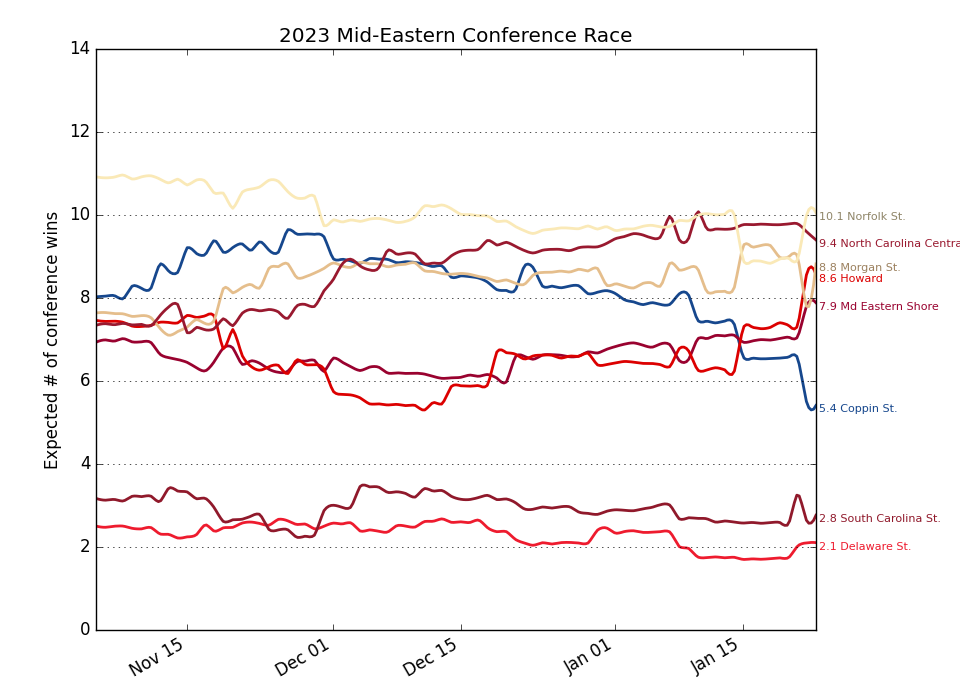 2023 Mid-Eastern Conference Race
Expected # of conference wins
14
12
10
8
6
4
2
0
10.1 Norfolk St.
9.4 North Carolina Centra
8.8 Morgan St.
8.6 Howard
7.9 Md Eastern Shore
5.4 Coppin St.
2.8 South Carolina St.
2.1 Delaware St.
Nov 15
Dec 01
Dec 15
Jan 01
Jan 15